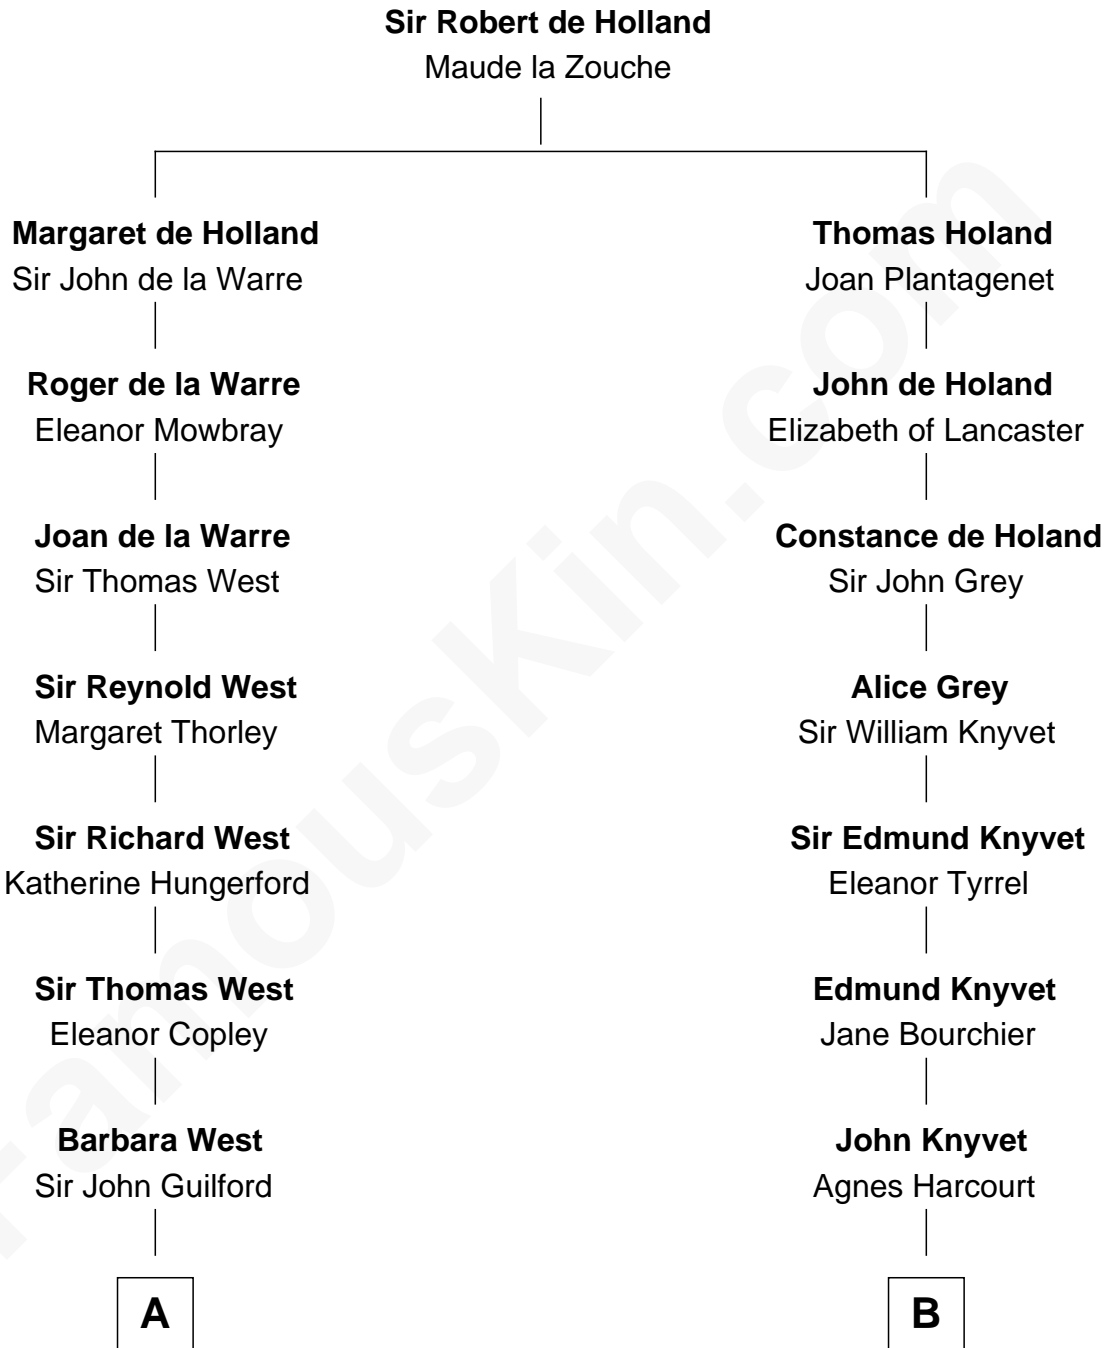 Sir Robert de Holland
Maude la Zouche
Margaret de Holland
Sir John de la Warre
Thomas Holand
Joan Plantagenet
Roger de la Warre
Eleanor Mowbray
John de Holand
Elizabeth of Lancaster
Joan de la Warre
Sir Thomas West
Constance de Holand
Sir John Grey
Sir Reynold West
Margaret Thorley
Alice Grey
Sir William Knyvet
Sir Richard West
Katherine Hungerford
Sir Edmund Knyvet
Eleanor Tyrrel
Sir Thomas West
Eleanor Copley
Edmund Knyvet
Jane Bourchier
Barbara West
Sir John Guilford
John Knyvet
Agnes Harcourt
A
B
FamousKin.com